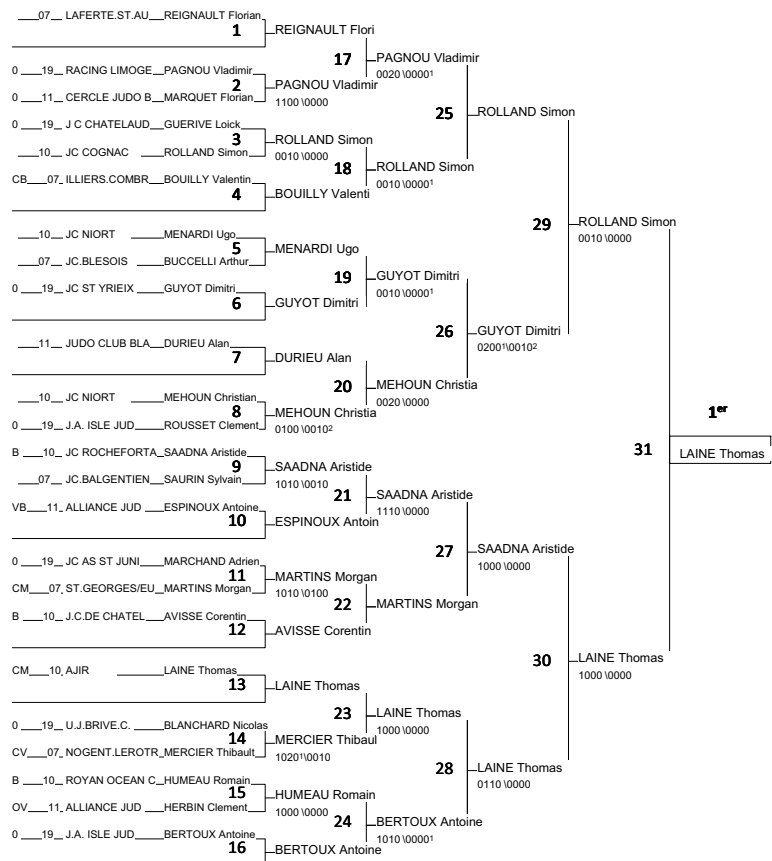 07 LAFERTE.ST.AU REIGNAULT Florian
1 REIGNAULT Flori
17 PAGNOU Vladimir
0020 \0000¹
0 19 RACING LIMOGE PAGNOU Vladimir
2 PAGNOU Vladimir
1100 \0000
0 11 CERCLE JUDO B MARQUET Florian
25 ROLLAND Simon
0 19 J C CHATELAUD GUERIVE Loick
3 ROLLAND Simon
0010 \0000
10 JC COGNAC ROLLAND Simon
18 ROLLAND Simon
0010 \0000¹
CB 07 ILLIERS.COMBR BOUILLY Valentin
4 BOUILLY Valenti
29 ROLLAND Simon
0010 \0000
10 JC NIORT MENARDI Ugo
5 MENARDI Ugo
07 JC.BLESOIS BUCCELLI Arthur
19 GUYOT Dimitri
0010 \0000¹
0 19 JC ST YRIEIX GUYOT Dimitri
6 GUYOT Dimitri
26 GUYOT Dimitri
0200¹\0010²
11 JUDO CLUB BLA DURIEU Alan
7 DURIEU Alan
20 MEHOUN Christia
0020 \0000
10 JC NIORT MEHOUN Christian
8 MEHOUN Christia
0100 \0010²
0 19 J.A. ISLE JUD ROUSSET Clement
1er
31 LAINE Thomas
B 10 JC ROCHEFORTA SAADNA Aristide
9 SAADNA Aristide
1010 \0010
07 JC.BALGENTIEN SAURIN Sylvain
21 SAADNA Aristide
1110 \0000
VB 11 ALLIANCE JUD ESPINOUX Antoine
10 ESPINOUX Antoin
27 SAADNA Aristide
1000 \0000
0 19 JC AS ST JUNI MARCHAND Adrien
11 MARTINS Morgan
1010 \0100
CM 07 ST.GEORGES/EU MARTINS Morgan
22 MARTINS Morgan
B 10 J.C.DE CHATEL AVISSE Corentin
12 AVISSE Corentin
30 LAINE Thomas
1000 \0000
CM 10 AJIR LAINE Thomas
13 LAINE Thomas
23 LAINE Thomas
1000 \0000
0 19 U.J.BRIVE.C. BLANCHARD Nicolas
14 MERCIER Thibaul
1020¹\0010
CV 07 NOGENT.LEROTR MERCIER Thibault
28 LAINE Thomas
0110 \0000
B 10 ROYAN OCEAN C HUMEAU Romain
15 HUMEAU Romain
1000 \0000
OV 11 ALLIANCE JUD HERBIN Clement
24 BERTOUX Antoine
1010 \0000¹
0 19 J.A. ISLE JUD BERTOUX Antoine
16 BERTOUX Antoine